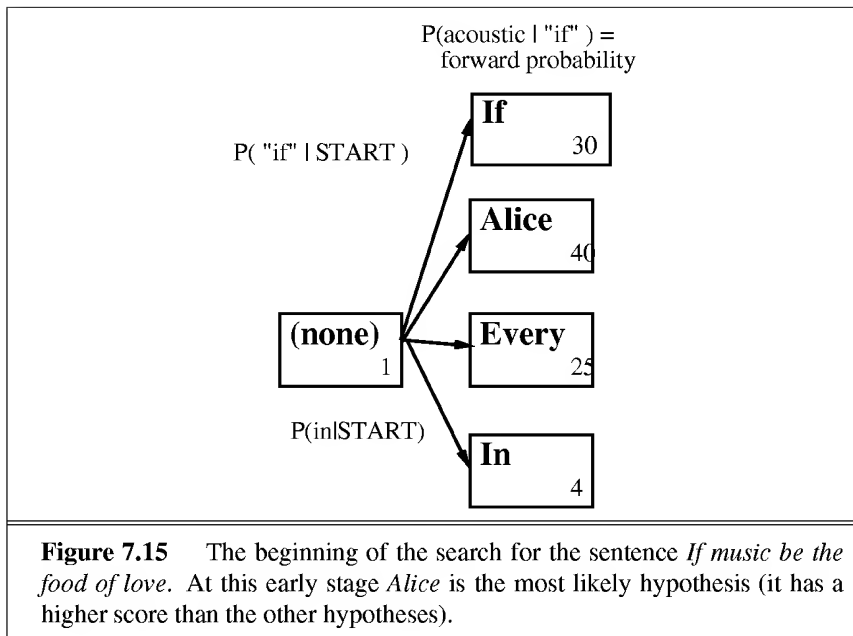 P(acoustic | "if" ) =
forward probability
If
30
P( "if" | START )
Alice
40
(none)
1
Every
25
P(in|START)
In
4
Figure 7.15 The beginning of the search for the sentence If music be the
food of love. At this early stage Alice is the most likely hypothesis (it has a
higher score than the other hypotheses).